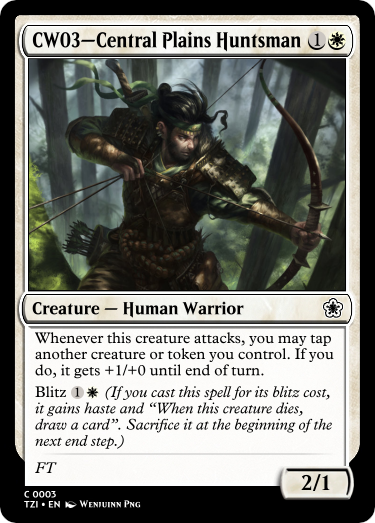 CW03—Central Plains Huntsman 1
Creature — Human Warrior
Whenever this creature attacks, you may tap
another creature or token you control. If you
do, it gets +1/+0 until end of turn.
Blitz 1 (If you cast this spell for its blitz cost,
it gains haste and “When this creature dies,
draw a card”. Sacrifice it at the beginning of the
next end step.)
FT
2/1
C 0003
TZI • EN Wenjuinn Png